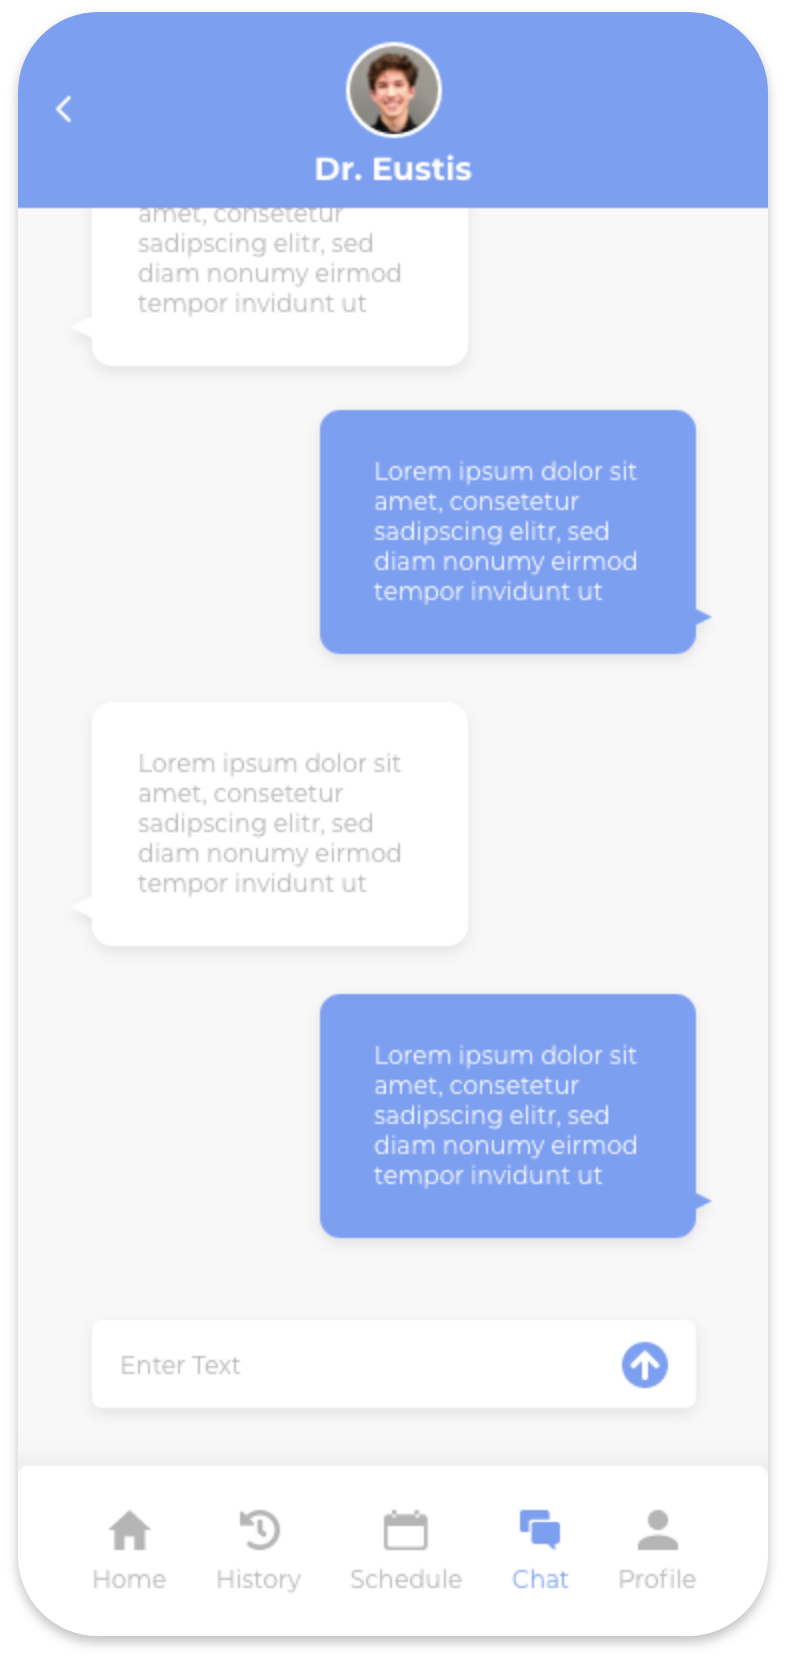 Dr. Eustis
amet, consetetur
sadipscing elitr, sed
diam nonumy eirmod
tempor invidunt ut
Lorem ipsum dolor sit
amet, consetetur
sadipscing elitr, sed
diam nonumy eirmod
tempor invidunt ut
Lorem ipsum dolor sit
amet, consetetur
sadipscing elitr, sed
diam nonumy eirmod
tempor invidunt ut
Lorem ipsum dolor sit
amet, consetetur
sadipscing elitr, sed
diam nonumy eirmod
tempor invidunt ut
Enter Text
Home History Schedule Chat Profile